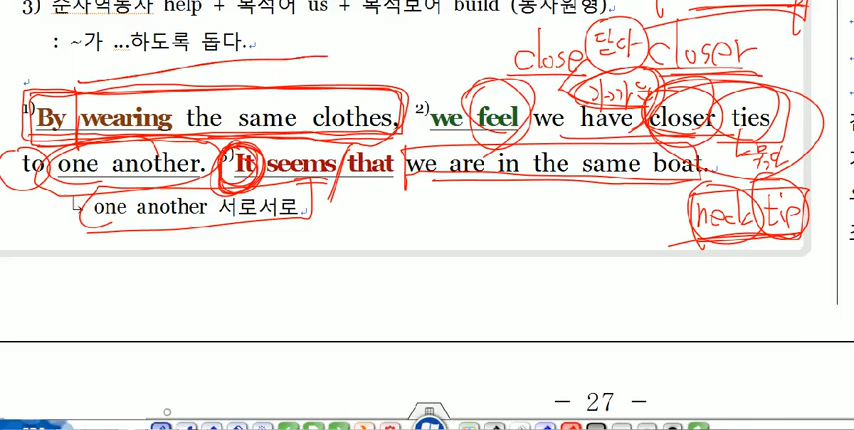 3) 준사역동사 help + 목적어 us + 목적보어 build (동사원형)
: ~가 …하도록 돕다.
close 닫다 closer
가까운
1)By wearing the same clothes, 2)we feel we have closer ties
to one another. 3)It seems that we are in the same boat.
one another 서로서로
neck tip
- 27 -